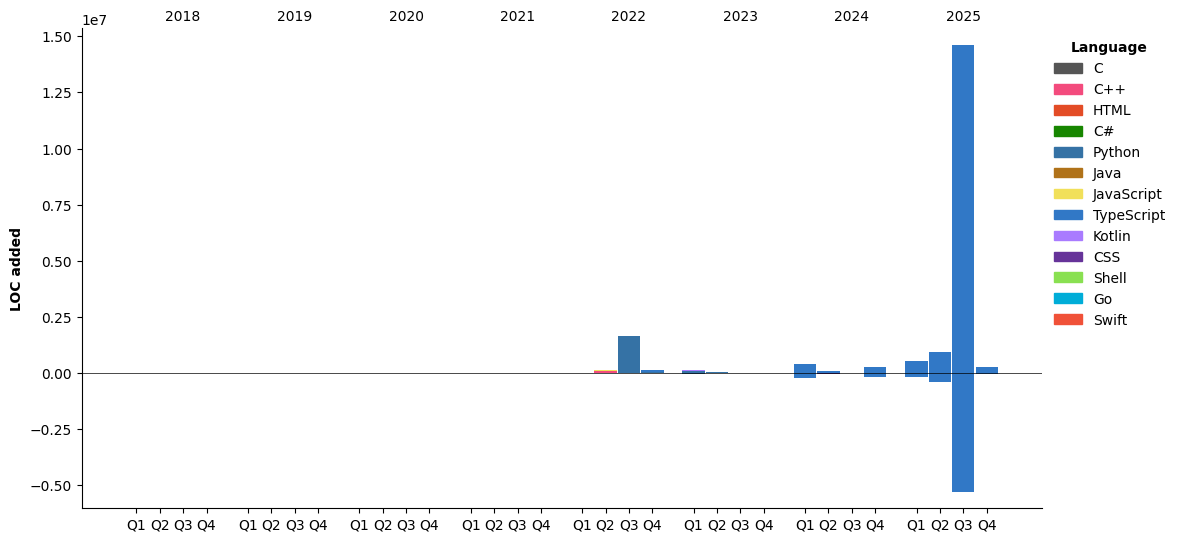 2018 2019 2020 2021 2022 2023 2024 2025
1e7
1.50
1.25
1.00
0.75
0.50
0.25
0.00
−0.25
−0.50
LOC added
Q1 Q2 Q3 Q4 Q1 Q2 Q3 Q4 Q1 Q2 Q3 Q4 Q1 Q2 Q3 Q4 Q1 Q2 Q3 Q4 Q1 Q2 Q3 Q4 Q1 Q2 Q3 Q4 Q1 Q2 Q3 Q4
Language
C
C++
HTML
C#
Python
Java
JavaScript
TypeScript
Kotlin
CSS
Shell
Go
Swift